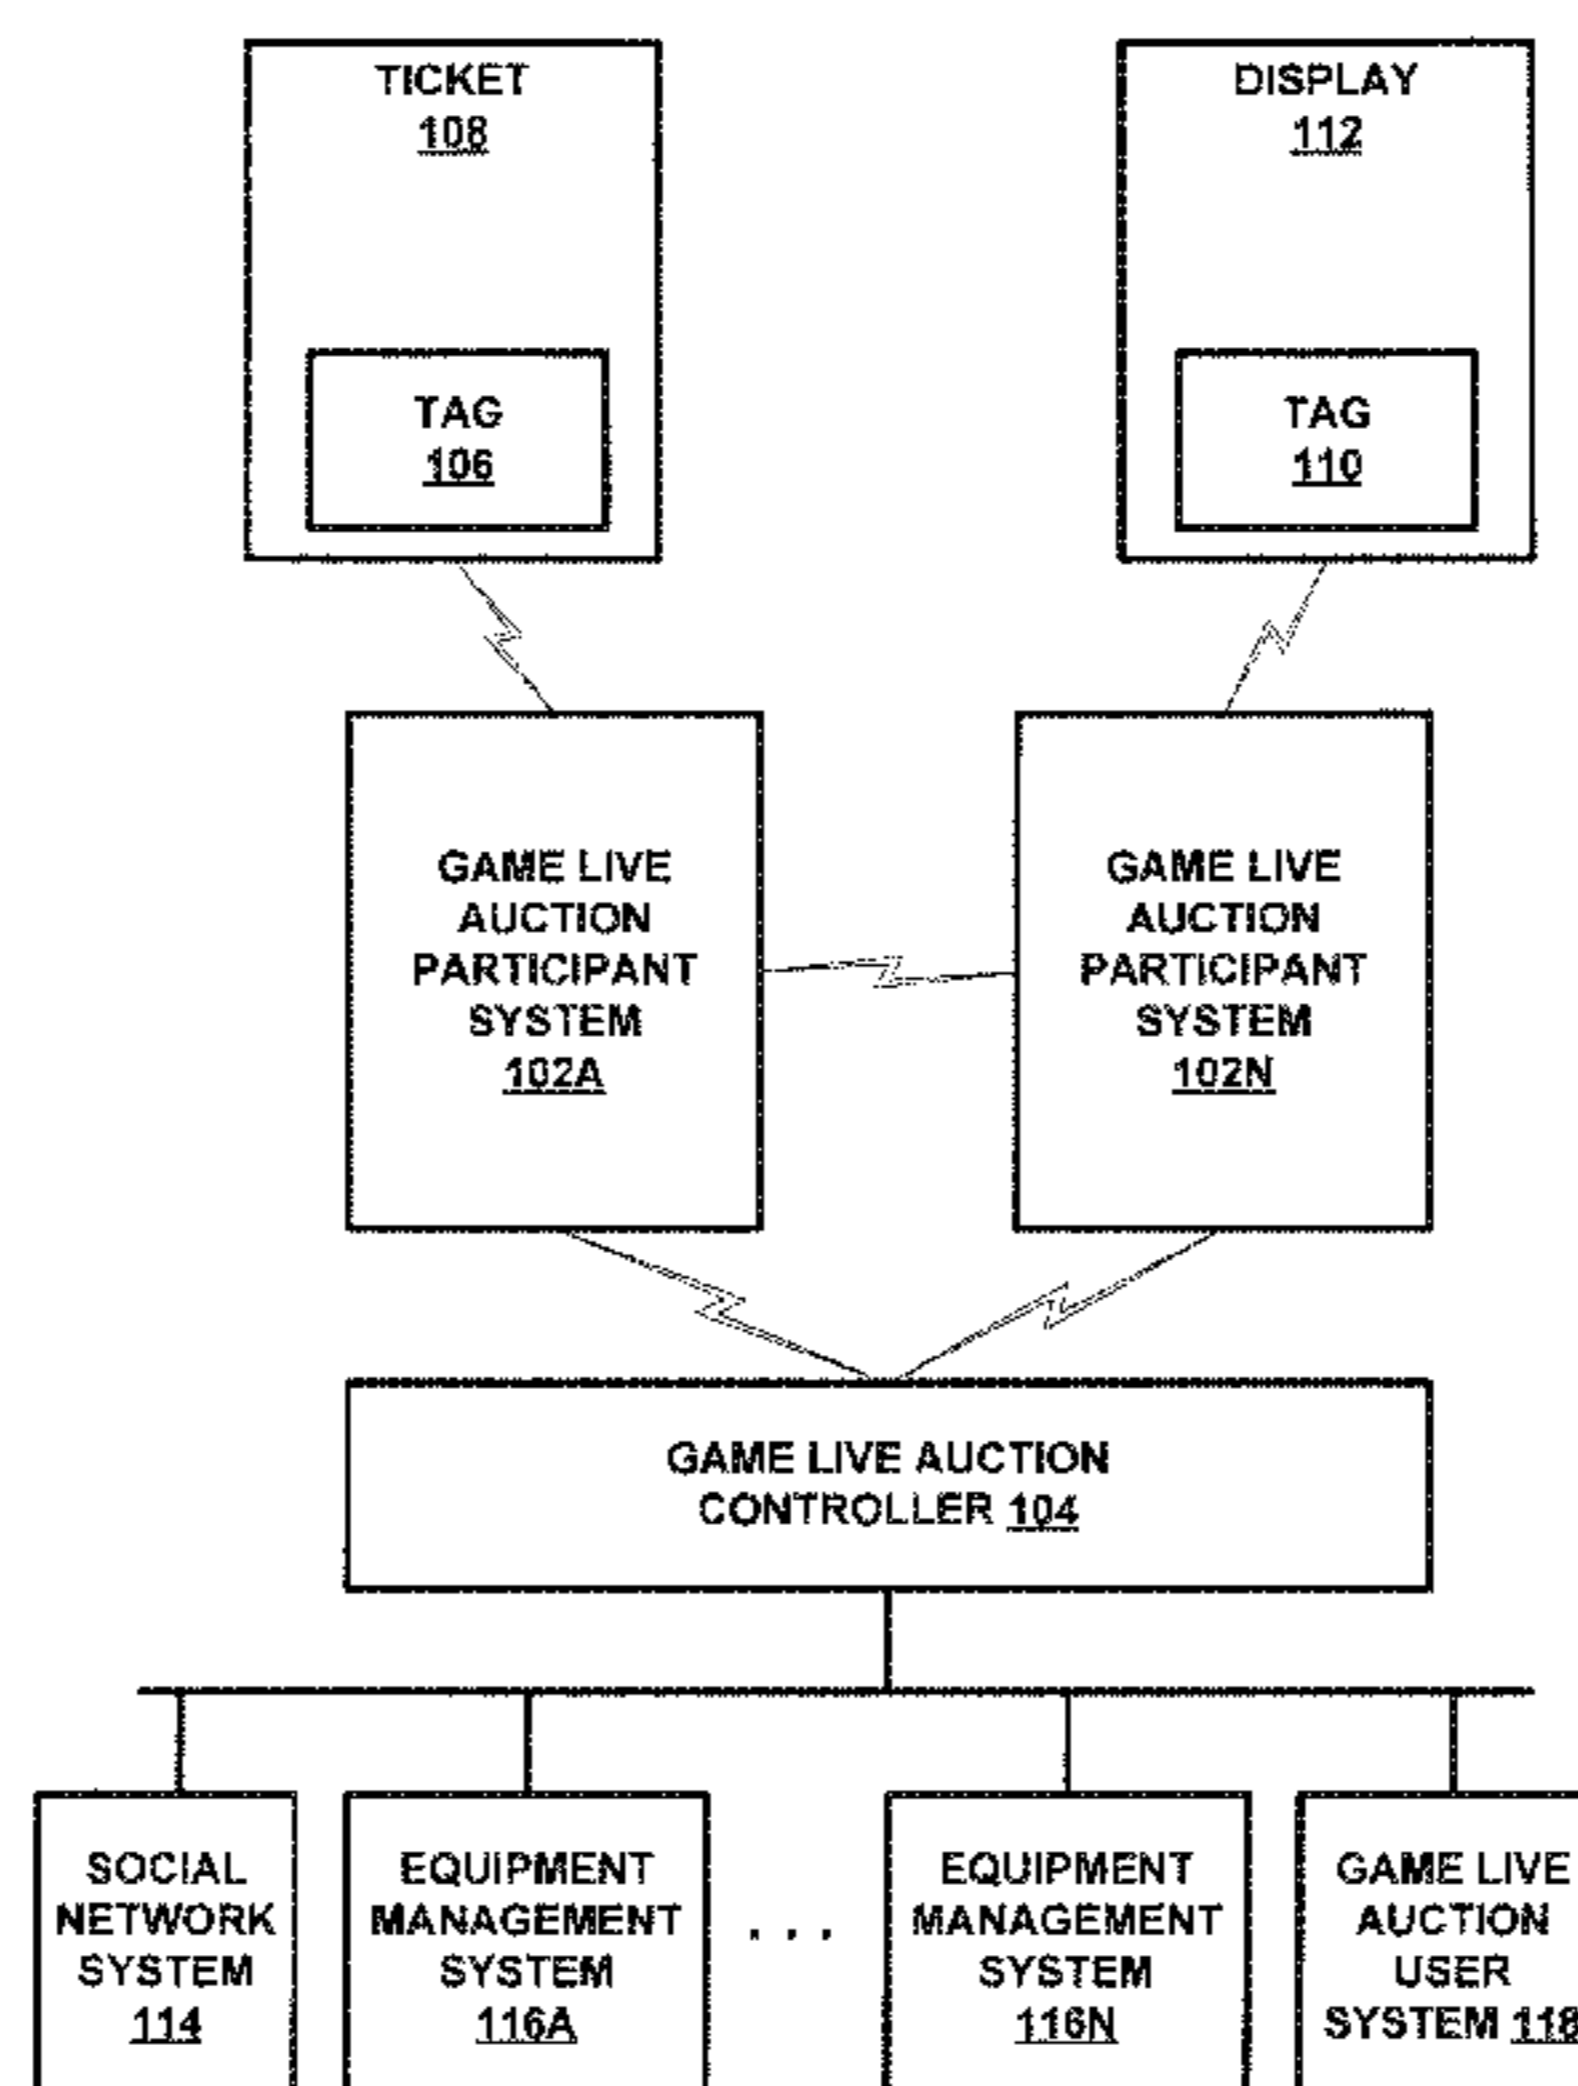 TICKET
108
TAG
106
DISPLAY
112
TAG
110
GAME LIVE
AUCTION
PARTICIPANT
SYSTEM
102A
GAME LIVE
AUCTION
PARTICIPANT
SYSTEM
102N
GAME LIVE AUCTION
CONTROLLER 104
SOCIAL
NETWORK
SYSTEM
114
EQUIPMENT
MANAGEMENT
SYSTEM
116A
. . .
EQUIPMENT
MANAGEMENT
SYSTEM
116N
GAME LIVE
AUCTION
USER
SYSTEM 118